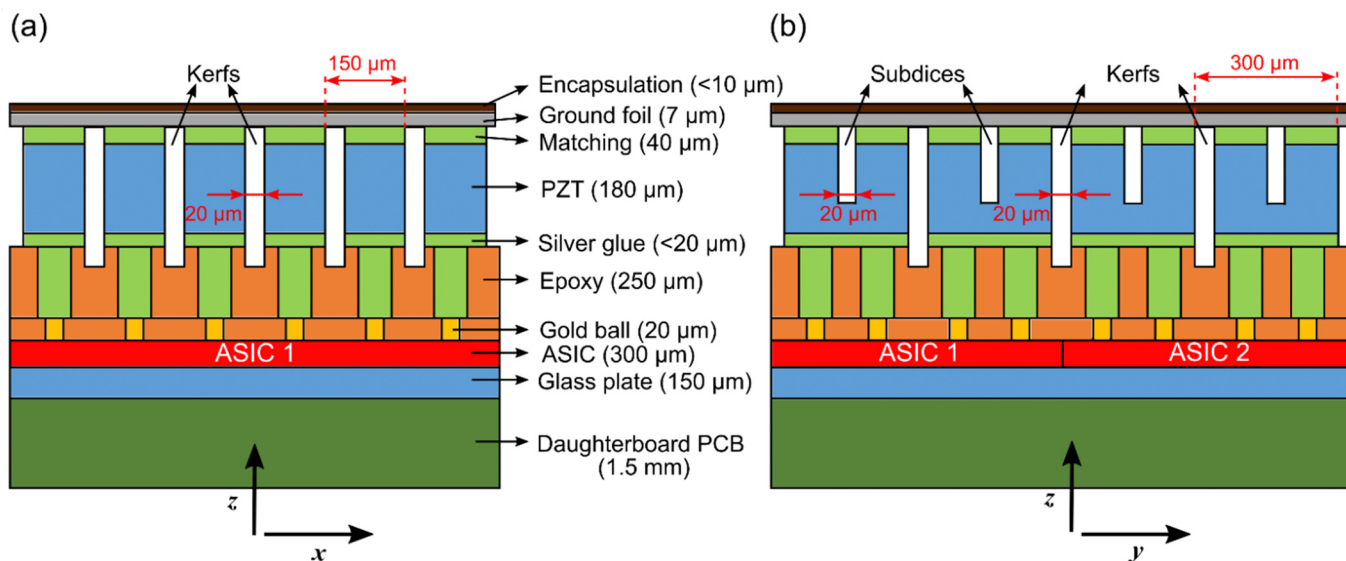 (a)
150 μm
Kerfs
Encapsulation (<10 μm)
Ground foil (7 μm)
Matching (40 μm)
PZT (180 μm)
20 μm
Silver glue (<20 μm)
Epoxy (250 μm)
Gold ball (20 μm)
ASIC 1
ASIC (300 μm)
Glass plate (150 μm)
Daughterboard PCB
(1.5 mm)
z
x
(b)
300 μm
Subdices
Kerfs
20 μm
20 μm
ASIC 1
ASIC 2
z
y